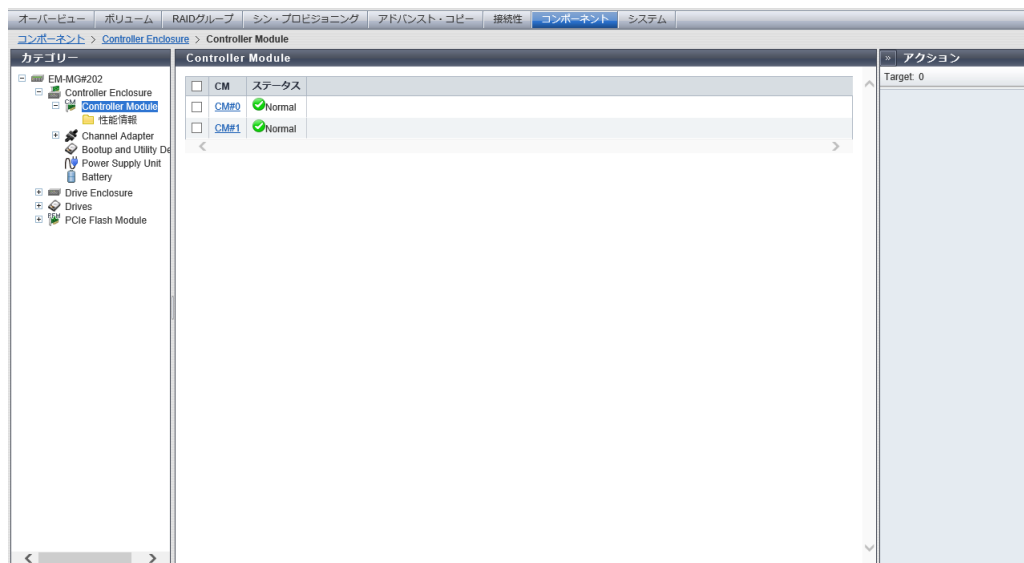 オーバービュー ボリューム RAIDグループ シン・プロビジョニング アドバンスト・コピー 接続性 コンポーネント システム
コンポーネント > Controller Enclosure > Controller Module
カテゴリー
EM-MG#202
Controller Enclosure
CM Controller Module
性能情報
Channel Adapter
Bootup and Utility De
Power Supply Unit
Battery
Drive Enclosure
Drives
PCIe Flash Module
Controller Module
CM ステータス
CM#0 Normal
CM#1 Normal
» アクション
Target: 0